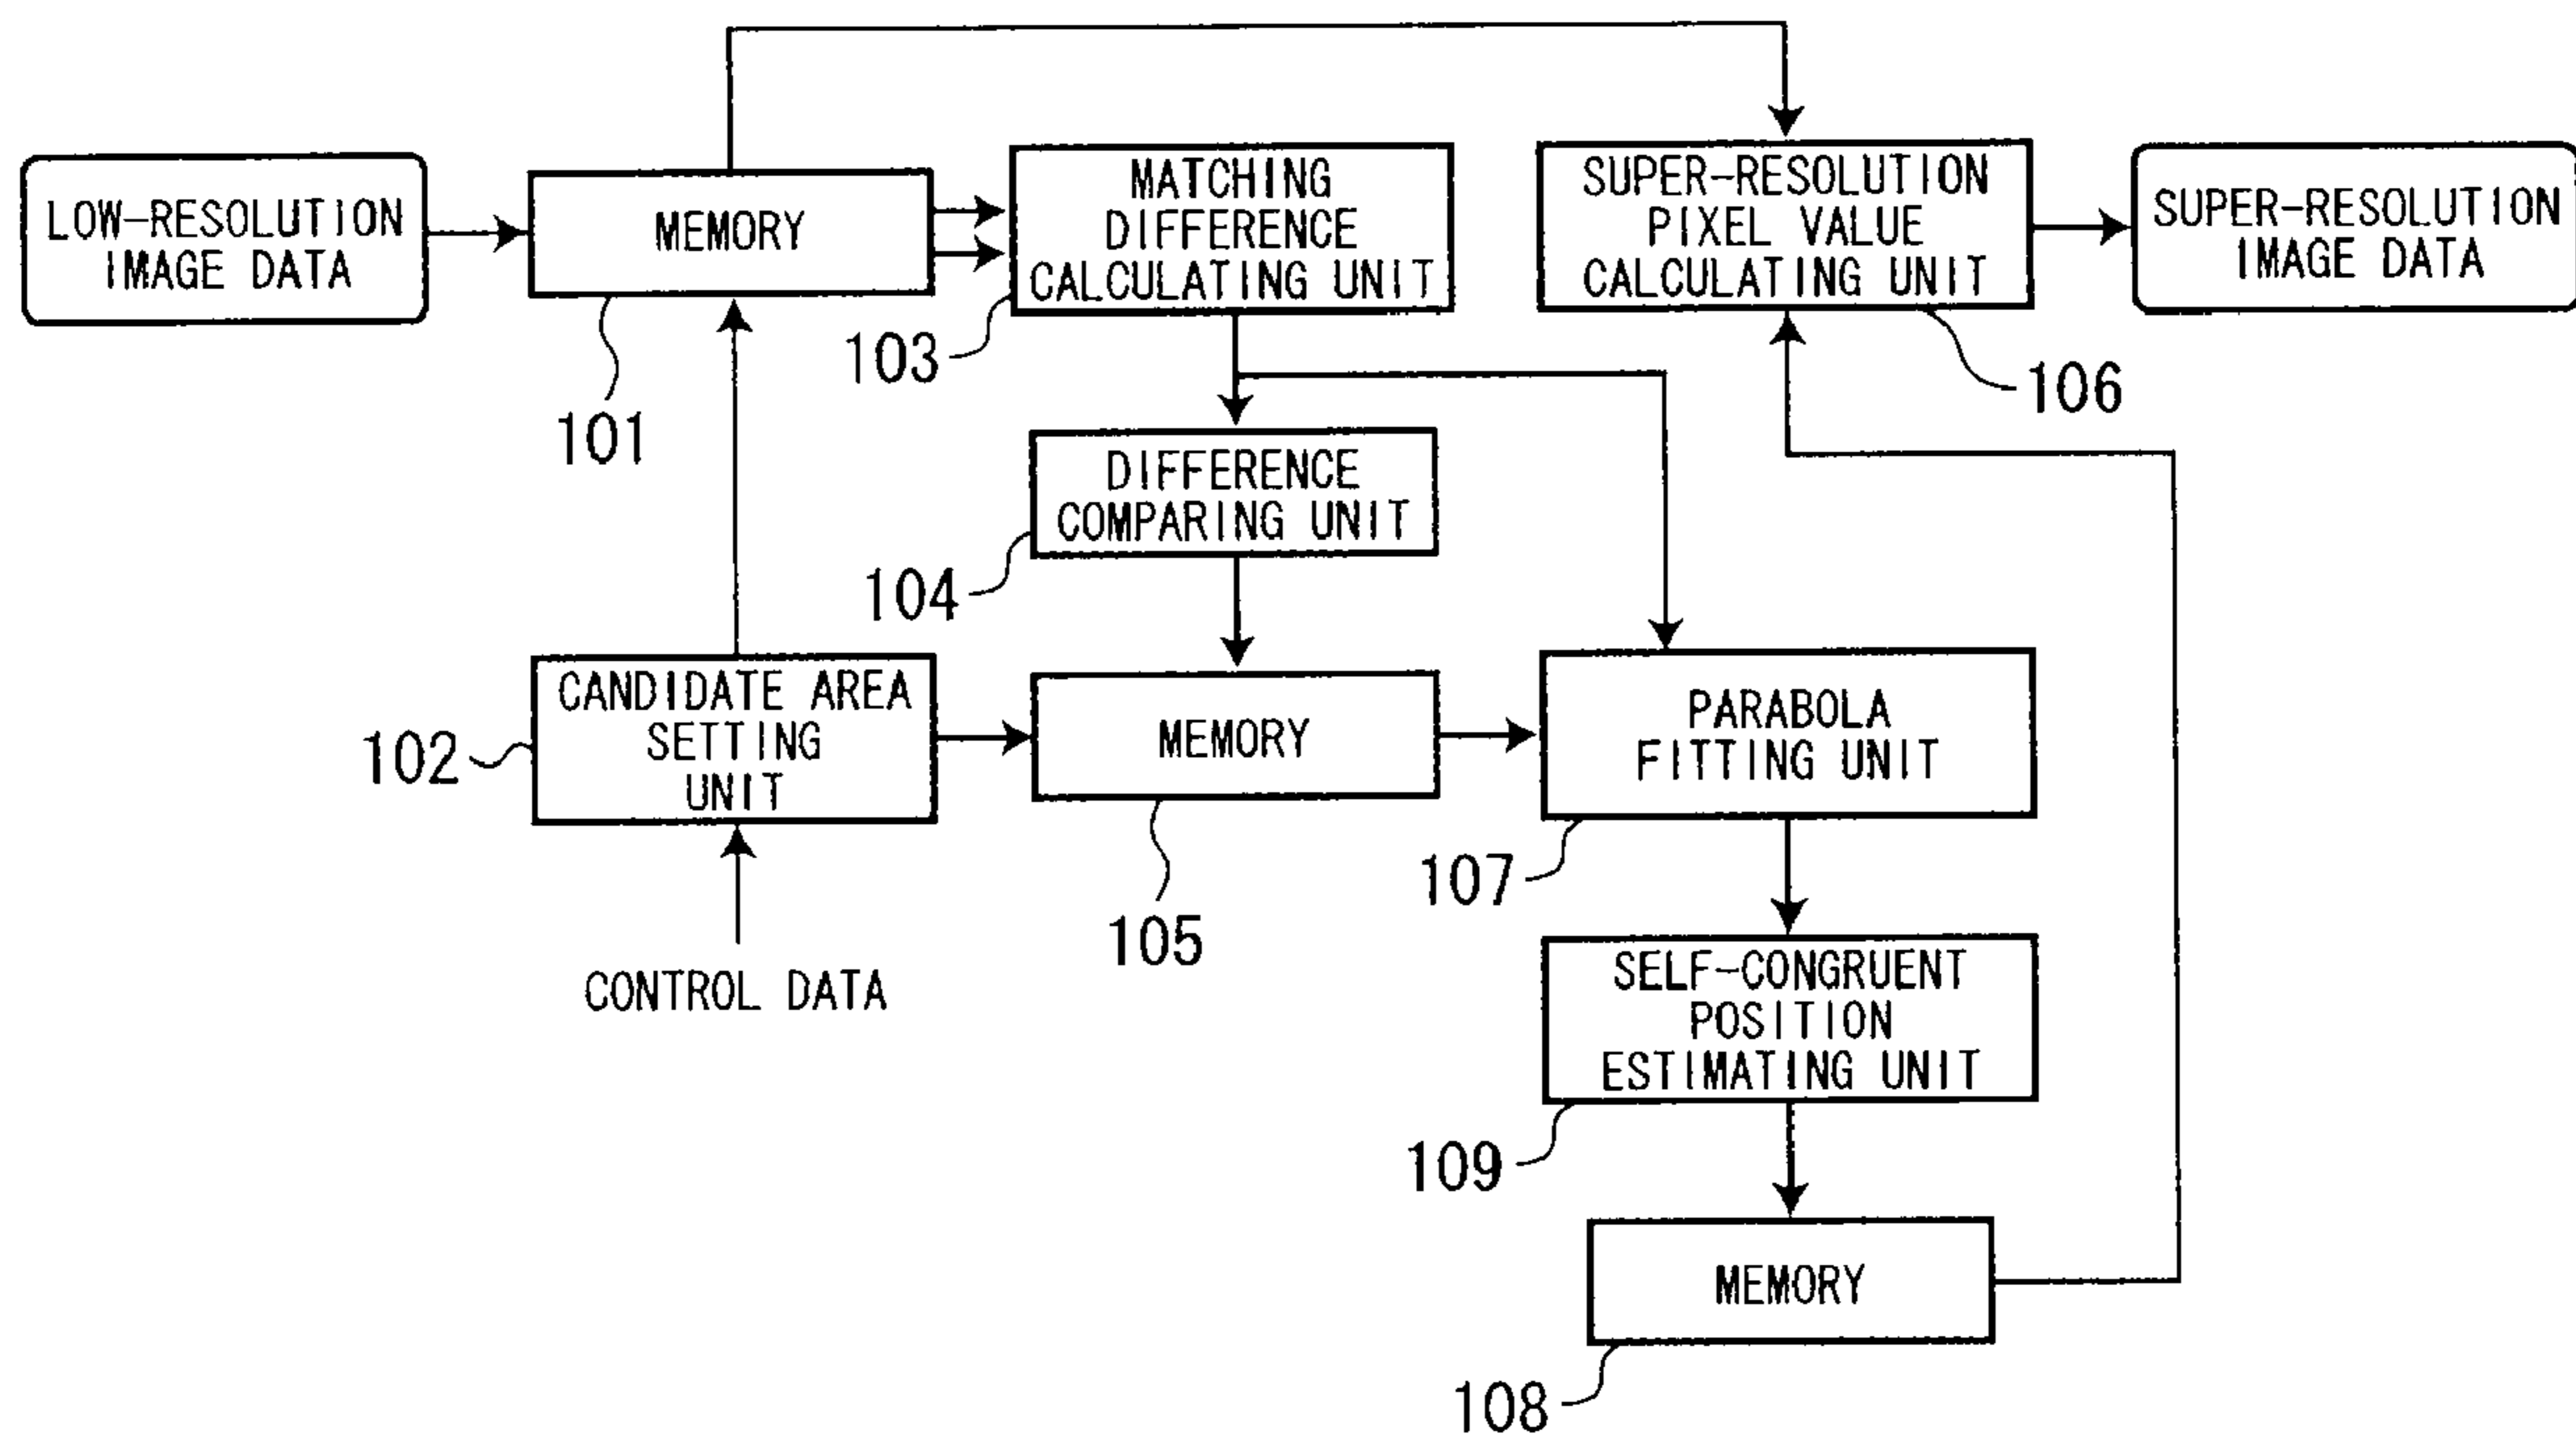 LOW-RESOLUTION
IMAGE DATA
MEMORY
101
MATCHING
DIFFERENCE
CALCULATING UNIT
103
SUPER-RESOLUTION
PIXEL VALUE
CALCULATING UNIT
106
SUPER-RESOLUTION
IMAGE DATA
DIFFERENCE
COMPARING UNIT
104
CANDIDATE AREA
SETTING
UNIT
102
CONTROL DATA
MEMORY
105
PARABOLA
FITTING UNIT
107
SELF-CONGRUENT
POSITION
ESTIMATING UNIT
109
MEMORY
108